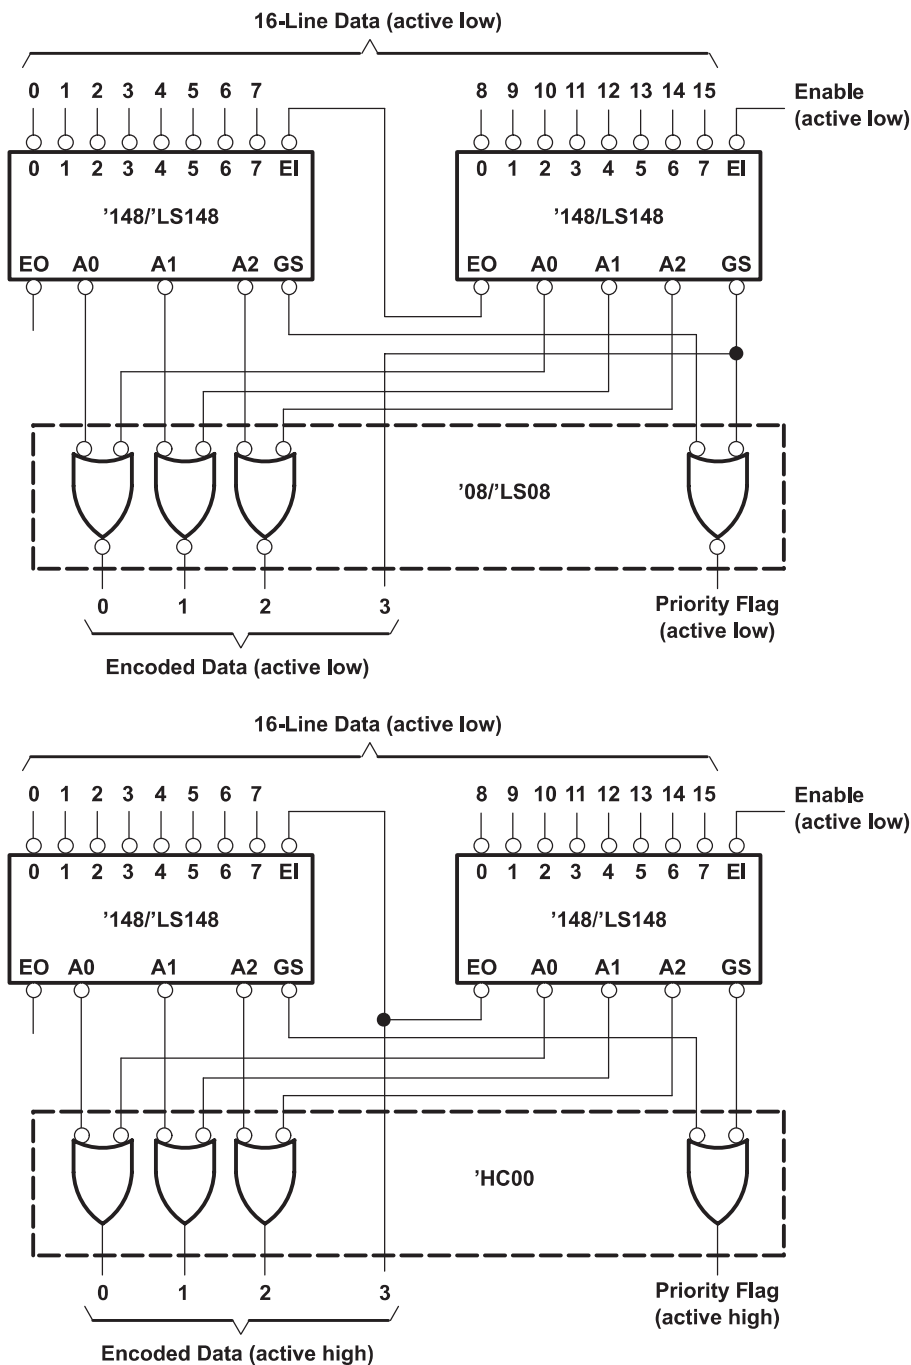 16-Line Data (active low)
0 1 2 3 4 5 6 7 8 9 10 11 12 13 14 15 Enable
(active low)
0 1 2 3 4 5 6 7 EI 0 1 2 3 4 5 6 7 EI
’148/’LS148 ’148/LS148
EO A0 A1 A2 GS EO A0 A1 A2 GS
’08/’LS08
0 1 2 3 Priority Flag
(active low)
Encoded Data (active low)
16-Line Data (active low)
0 1 2 3 4 5 6 7 8 9 10 11 12 13 14 15 Enable
(active low)
0 1 2 3 4 5 6 7 EI 0 1 2 3 4 5 6 7 EI
’148/’LS148 ’148/’LS148
EO A0 A1 A2 GS EO A0 A1 A2 GS
’HC00
0 1 2 3 Priority Flag
(active high)
Encoded Data (active high)